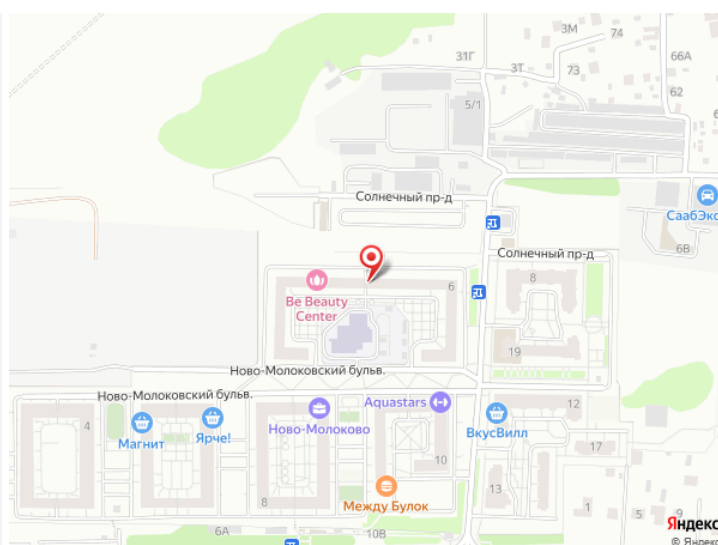 3М
74
31Г
3Т
73
66А
62
5/1
Солнечный пр-д
СаабЭкс
6В
Солнечный пр-д
8
6
Be Beauty
Center
19
Ново-Молоковский бульв.
Ново-Молоковский бульв.
Aquastars
12
4
Магнит
Ярче!
Ново-Молоково
ВкусВилл
17
10
13
8
Между Булок
1
5
9
6А
10В
Яндекс
© Яндекс